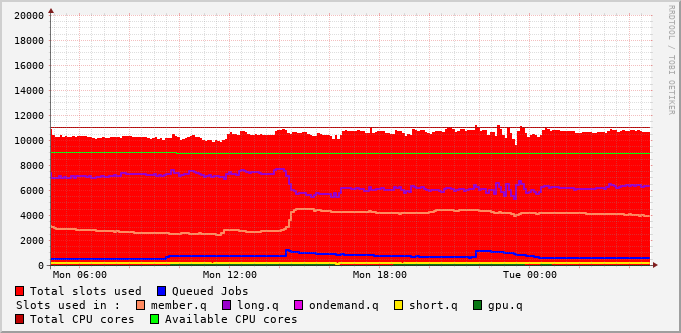 20000
18000
16000
14000
12000
10000
8000
6000
4000
2000
0
Mon 06:00 Mon 12:00 Mon 18:00 Tue 00:00
Total slots used Queued Jobs
Slots used in : member.q long.q ondemand.q short.q gpu.q
Total CPU cores Available CPU cores
RRDTOOL / TOBI OETIKER